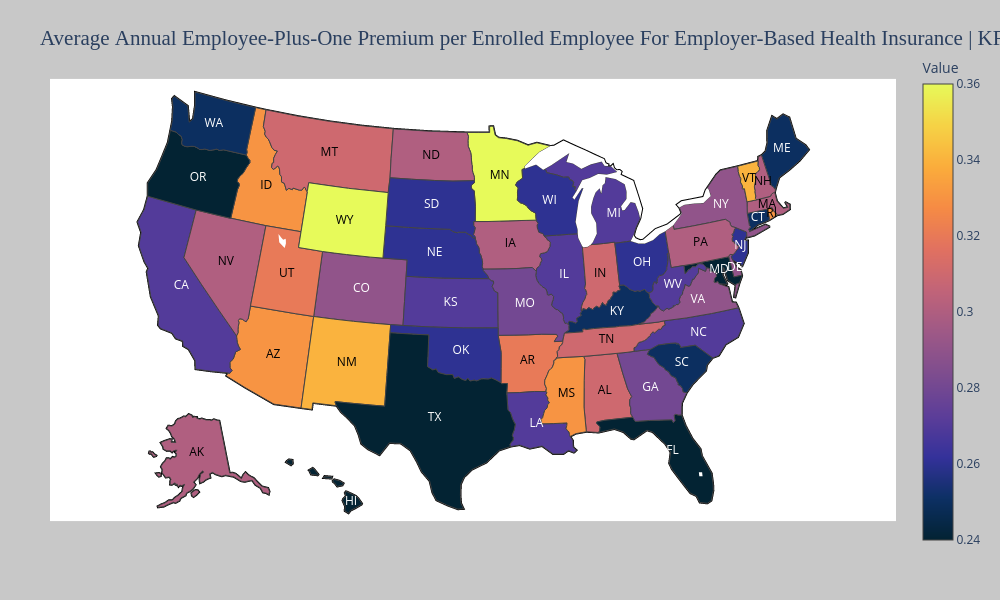 Average Annual Employee-Plus-One Premium per Enrolled Employee For Employer-Based Health Insurance | KF
Value
0.36
0.34
0.32
0.3
0.28
0.26
0.24
WA
OR
ID
MT
ND
MN
WY
SD
WI
MI
NE
IA
NV
UT
CO
CA
KS
MO
IL
IN
OH
PA
NY
VT
NH
ME
MA
CT
NJ
MD
DE
WV
VA
KY
NC
TN
SC
GA
AL
MS
AR
LA
OK
TX
NM
AZ
FL
AK
HI